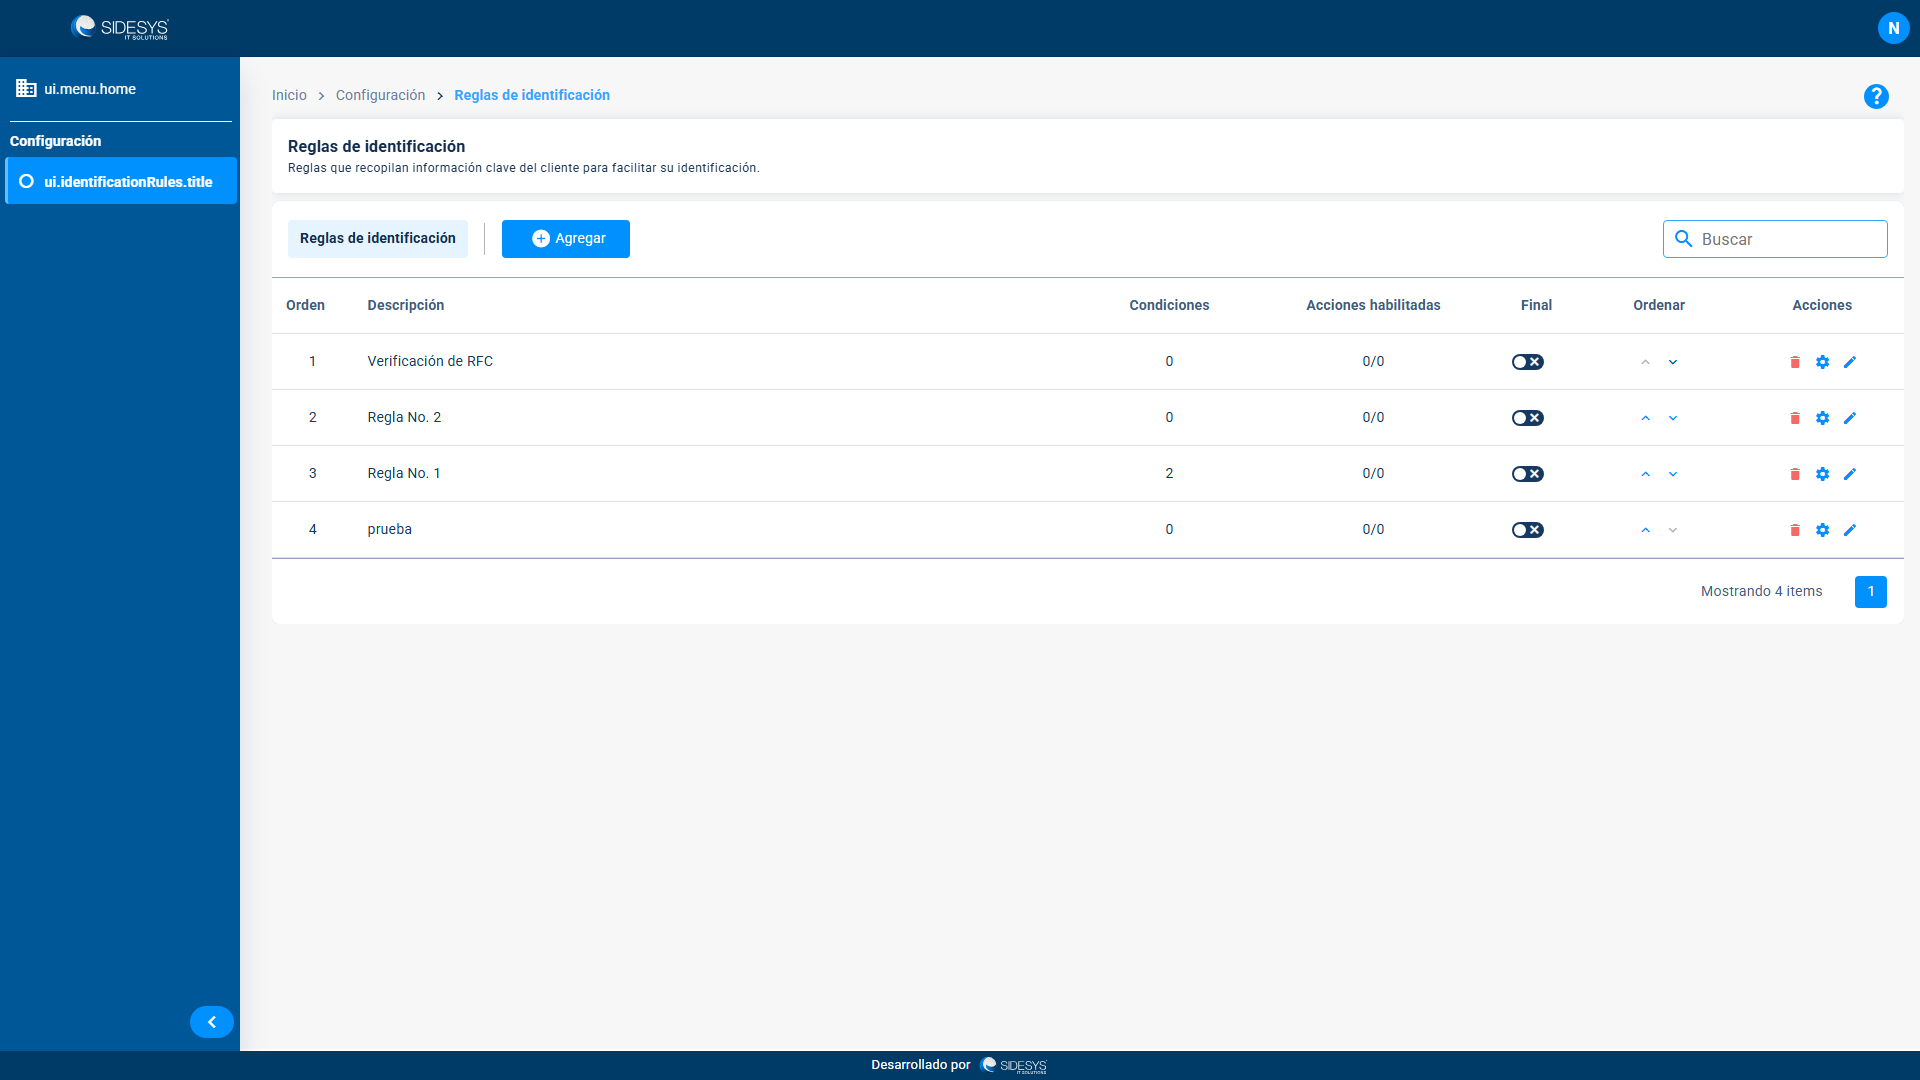 SIDESYS
IT SOLUTIONS
N
ui.menu.home
Configuración
ui.identificationRules.title
Inicio > Configuración > Reglas de identificación
?
Reglas de identificación
Reglas que recopilan información clave del cliente para facilitar su identificación.
Reglas de identificación
Agregar
Buscar
Orden Descripción Condiciones Acciones habilitadas Final Ordenar Acciones
1 Verificación de RFC 0 0/0
2 Regla No. 2 0 0/0
3 Regla No. 1 2 0/0
4 prueba 0 0/0
Mostrando 4 items 1
Desarrollado por SIDESYS
IT SOLUTIONS